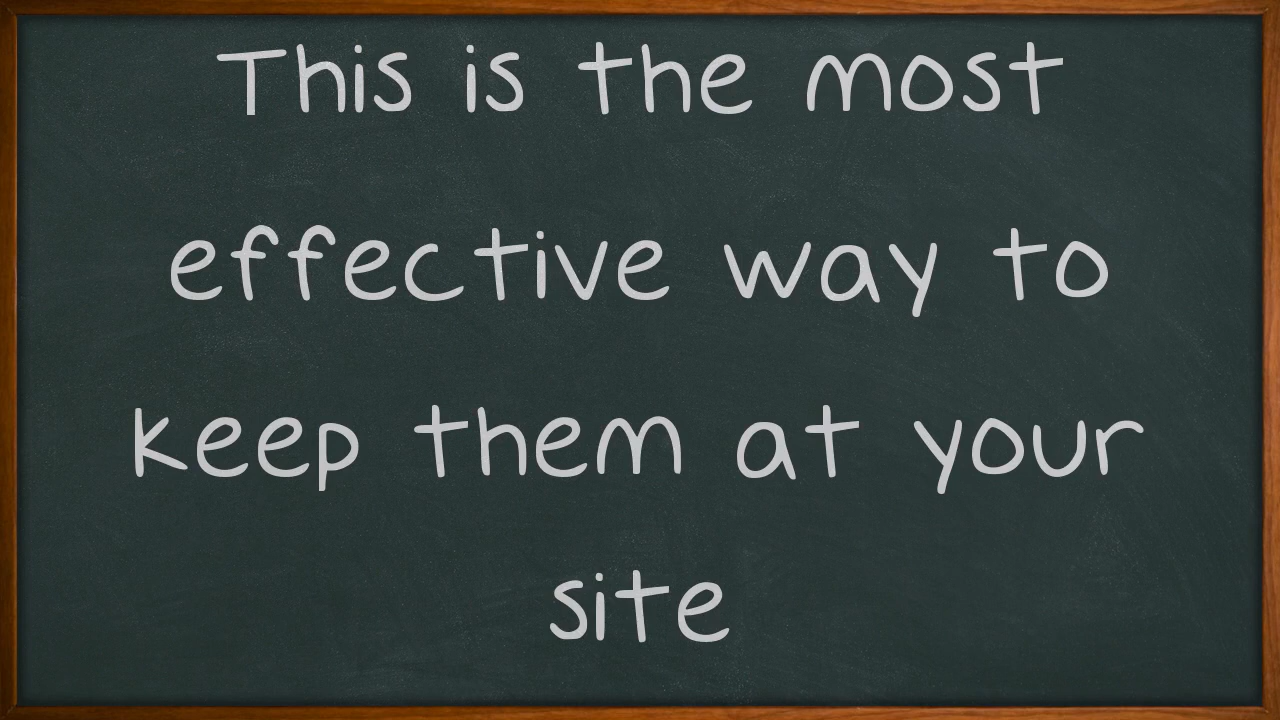 This is the most
effective way to
keep them at your
site